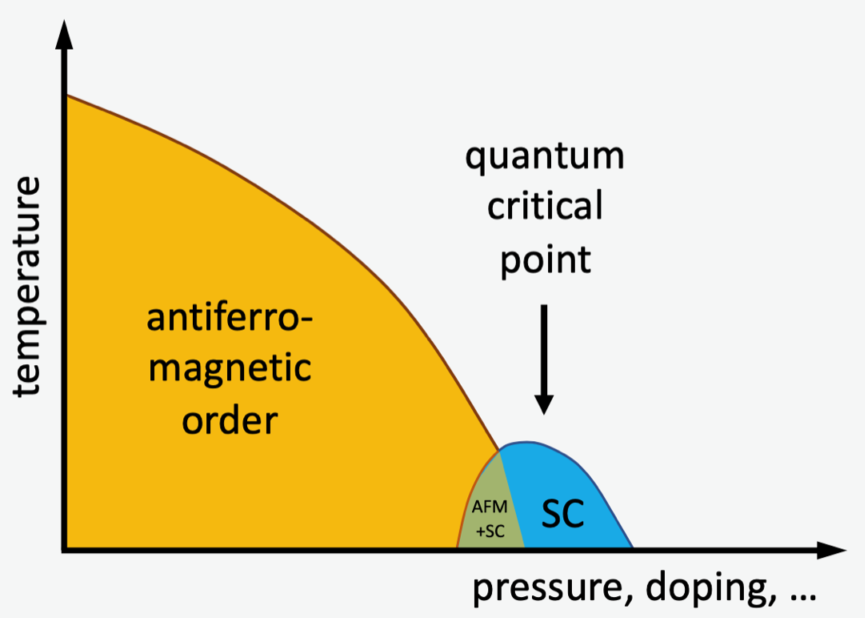 temperature
antiferro-
magnetic
order
quantum
critical
point
AFM
+SC
SC
pressure, doping, ...